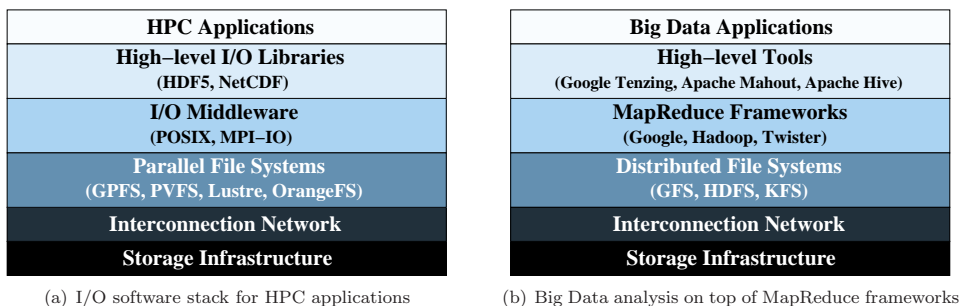 HPC Applications
High−level I/O Libraries
(HDF5, NetCDF)
I/O Middleware
(POSIX, MPI−IO)
Parallel File Systems
(GPFS, PVFS, Lustre, OrangeFS)
Interconnection Network
Storage Infrastructure
(a) I/O software stack for HPC applications
Big Data Applications
High−level Tools
(Google Tenzing, Apache Mahout, Apache Hive)
MapReduce Frameworks
(Google, Hadoop, Twister)
Distributed File Systems
(GFS, HDFS, KFS)
Interconnection Network
Storage Infrastructure
(b) Big Data analysis on top of MapReduce frameworks